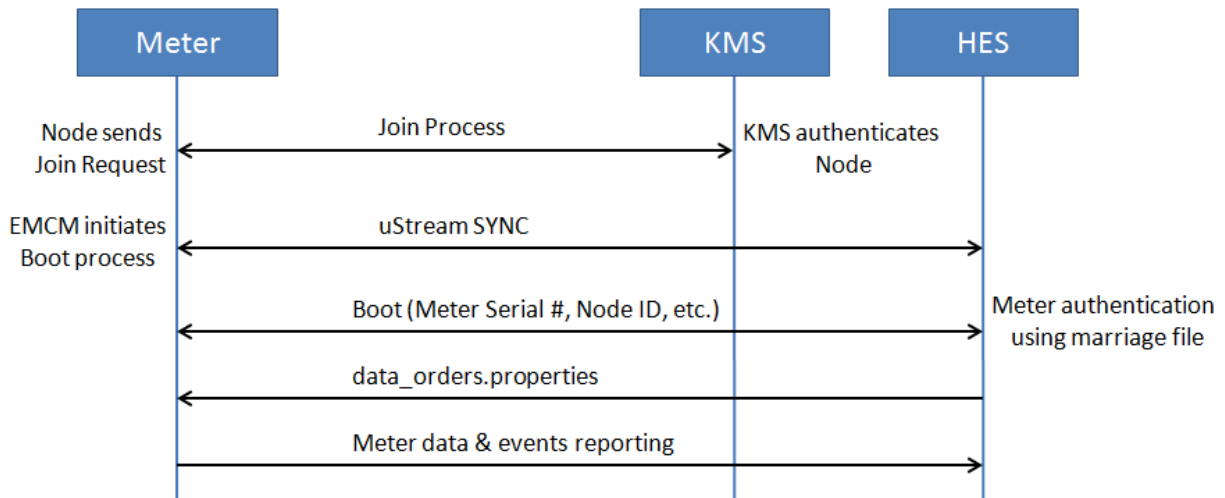 Meter
KMS
HES
Node sends
Join Request
Join Process
KMS authenticates
Node
EMCM initiates
Boot process
uStream SYNC
Boot (Meter Serial #, Node ID, etc.)
Meter authentication
using marriage file
data_orders.properties
Meter data & events reporting